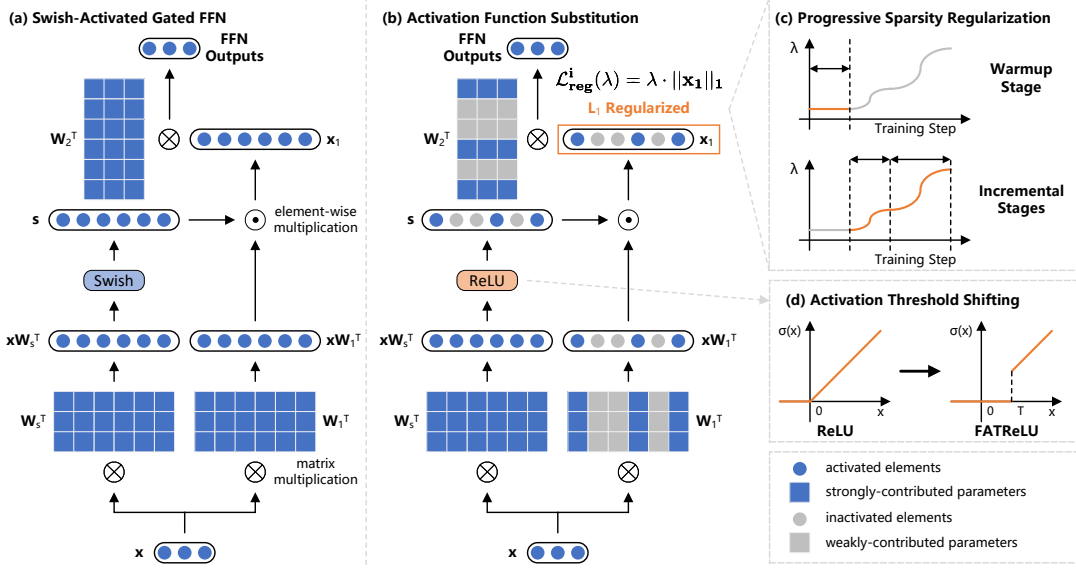 (a) Swish-Activated Gated FFN
FFN
Outputs
W₂ᵀ
x₁
s
element-wise
multiplication
Swish
xWₛᵀ
xW₁ᵀ
Wₛᵀ
W₁ᵀ
matrix
multiplication
x
(b) Activation Function Substitution
FFN
Outputs
𝓛ⁱ_reg(λ) = λ · ||x₁||₁
L₁ Regularized
W₂ᵀ
x₁
s
ReLU
xWₛᵀ
xW₁ᵀ
Wₛᵀ
W₁ᵀ
x
(c) Progressive Sparsity Regularization
λ
Warmup
Stage
Training Step
λ
Incremental
Stages
Training Step
(d) Activation Threshold Shifting
σ(x)
0
x
ReLU
σ(x)
0
T
x
FATReLU
activated elements
strongly-contributed parameters
inactivated elements
weakly-contributed parameters